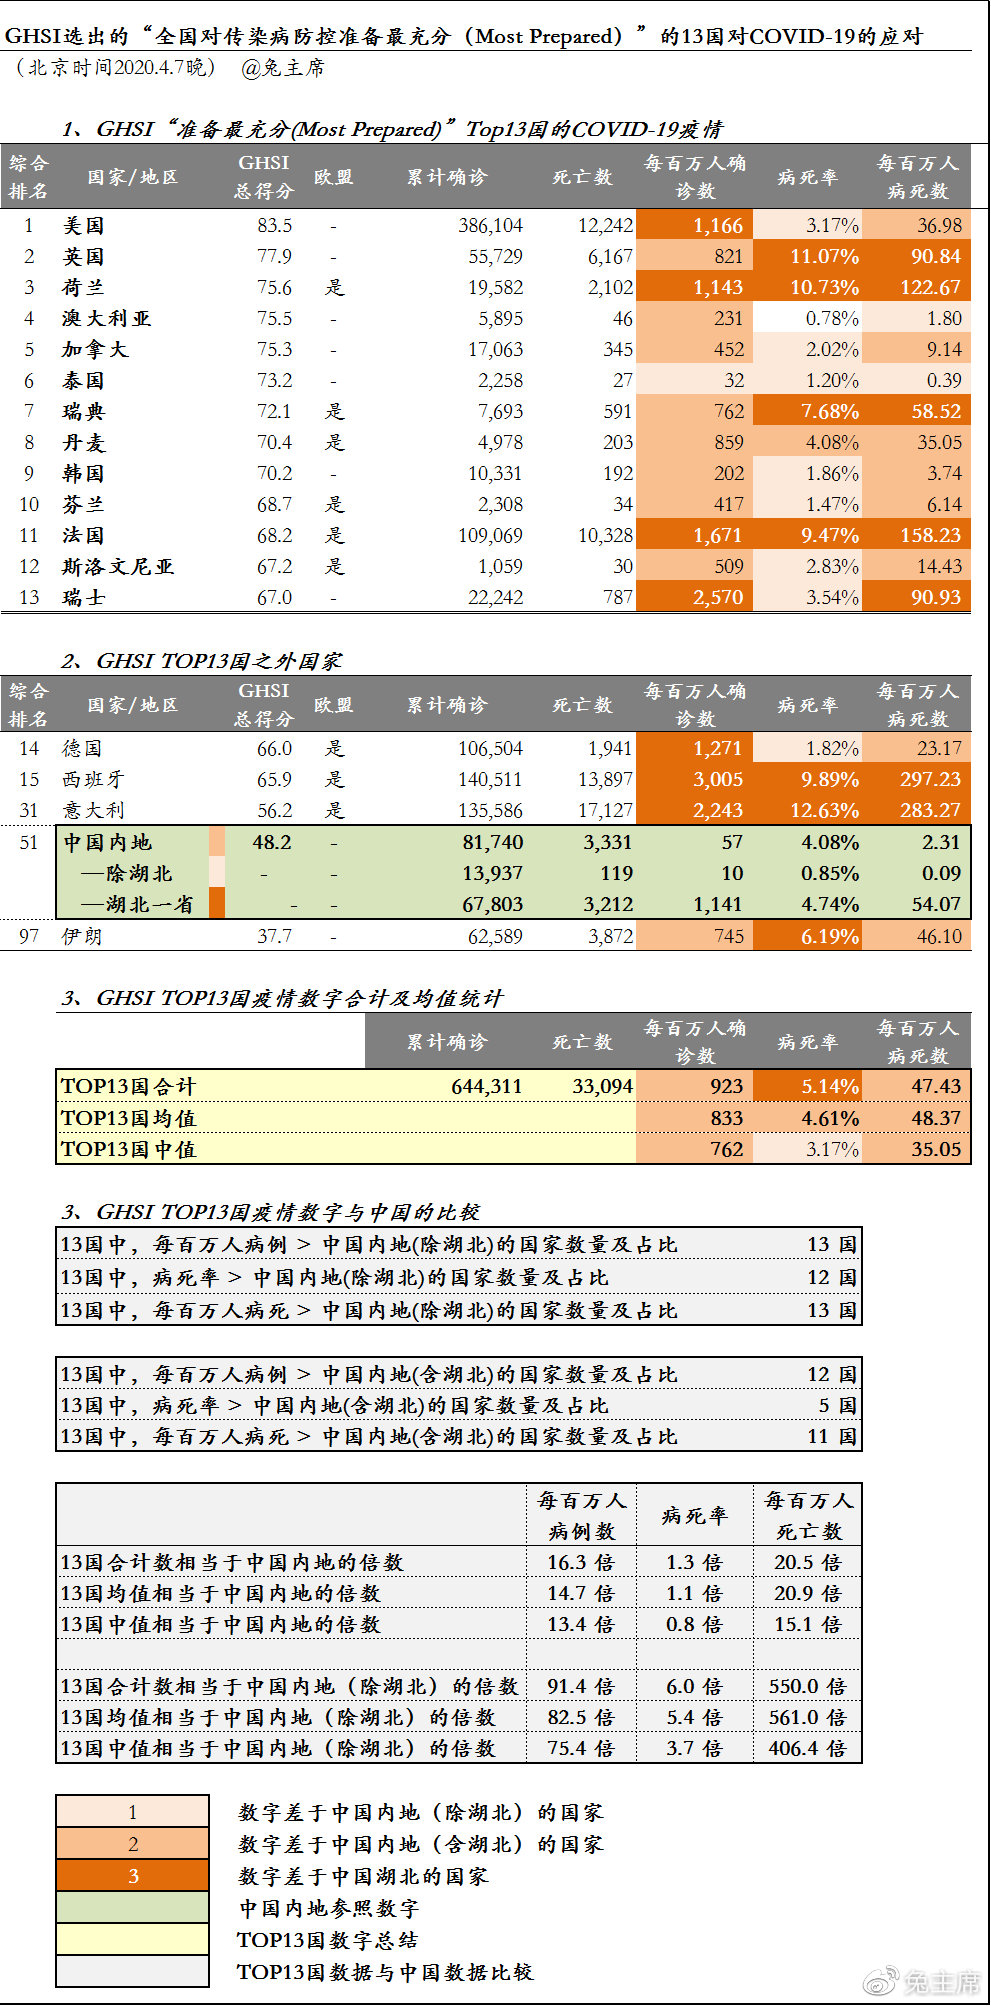 GHSI选出的“全国对传染病防控准备最充分（Most Prepared）”的13国对COVID-19的应对
（北京时间2020.4.7晚） @兔主席
1、GHSI“准备最充分(Most Prepared)”Top13国的COVID-19疫情
综合排名 国家/地区 GHSI总得分 欧盟 累计确诊 死亡数 每百万人确诊数 病死率 每百万人病死数
1 美国 83.5 - 386,104 12,242 1,166 3.17% 36.98
2 英国 77.9 - 55,729 6,167 821 11.07% 90.84
3 荷兰 75.6 是 19,582 2,102 1,143 10.73% 122.67
4 澳大利亚 75.5 - 5,895 46 231 0.78% 1.80
5 加拿大 75.3 - 17,063 345 452 2.02% 9.14
6 泰国 73.2 - 2,258 27 32 1.20% 0.39
7 瑞典 72.1 是 7,693 591 762 7.68% 58.52
8 丹麦 70.4 是 4,978 203 859 4.08% 35.05
9 韩国 70.2 - 10,331 192 202 1.86% 3.74
10 芬兰 68.7 是 2,308 34 417 1.47% 6.14
11 法国 68.2 是 109,069 10,328 1,671 9.47% 158.23
12 斯洛文尼亚 67.2 是 1,059 30 509 2.83% 14.43
13 瑞士 67.0 - 22,242 787 2,570 3.54% 90.93
2、GHSI TOP13国之外国家
综合排名 国家/地区 GHSI总得分 欧盟 累计确诊 死亡数 每百万人确诊数 病死率 每百万人病死数
14 德国 66.0 是 106,504 1,941 1,271 1.82% 23.17
15 西班牙 65.9 是 140,511 13,897 3,005 9.89% 297.23
31 意大利 56.2 是 135,586 17,127 2,243 12.63% 283.27
51 中国内地 48.2 - 81,740 3,331 57 4.08% 2.31
—除湖北 - - 13,937 119 10 0.85% 0.09
—湖北一省 - - 67,803 3,212 1,141 4.74% 54.07
97 伊朗 37.7 - 62,589 3,872 745 6.19% 46.10
3、GHSI TOP13国疫情数字合计及均值统计
累计确诊 死亡数 每百万人确诊数 病死率 每百万人病死数
TOP13国合计 644,311 33,094 923 5.14% 47.43
TOP13国均值 833 4.61% 48.37
TOP13国中值 762 3.17% 35.05
3、GHSI TOP13国疫情数字与中国的比较
13国中，每百万人病例 > 中国内地(除湖北)的国家数量及占比 13 国
13国中，病死率 > 中国内地(除湖北)的国家数量及占比 12 国
13国中，每百万人病死 > 中国内地(除湖北)的国家数量及占比 13 国
13国中，每百万人病例 > 中国内地(含湖北)的国家数量及占比 12 国
13国中，病死率 > 中国内地(含湖北)的国家数量及占比 5 国
13国中，每百万人病死 > 中国内地(含湖北)的国家数量及占比 11 国
每百万人病例数 病死率 每百万人死亡数
13国合计数相当于中国内地的倍数 16.3 倍 1.3 倍 20.5 倍
13国均值相当于中国内地的倍数 14.7 倍 1.1 倍 20.9 倍
13国中值相当于中国内地的倍数 13.4 倍 0.8 倍 15.1 倍
13国合计数相当于中国内地（除湖北）的倍数 91.4 倍 6.0 倍 550.0 倍
13国均值相当于中国内地（除湖北）的倍数 82.5 倍 5.4 倍 561.0 倍
13国中值相当于中国内地（除湖北）的倍数 75.4 倍 3.7 倍 406.4 倍
1 数字差于中国内地（除湖北）的国家
2 数字差于中国内地（含湖北）的国家
3 数字差于中国湖北的国家
中国内地参照数字
TOP13国数字总结
TOP13国数据与中国数据比较
兔主席